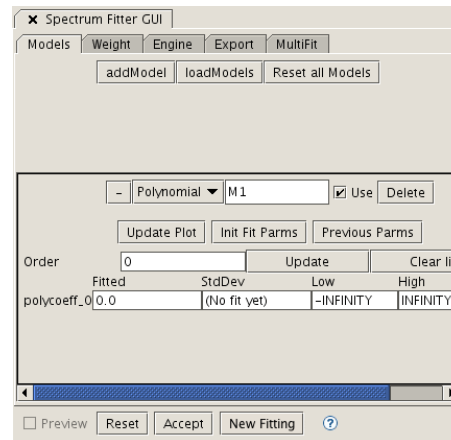 Spectrum Fitter GUI
Models Weight Engine Export MultiFit
addModel loadModels Reset all Models
- Polynomial M1 Use Delete
Update Plot Init Fit Parms Previous Parms
Order 0 Update Clear li
Fitted StdDev Low High
polycoeff_0 0.0 (No fit yet) -INFINITY INFINITY
Preview Reset Accept New Fitting ?